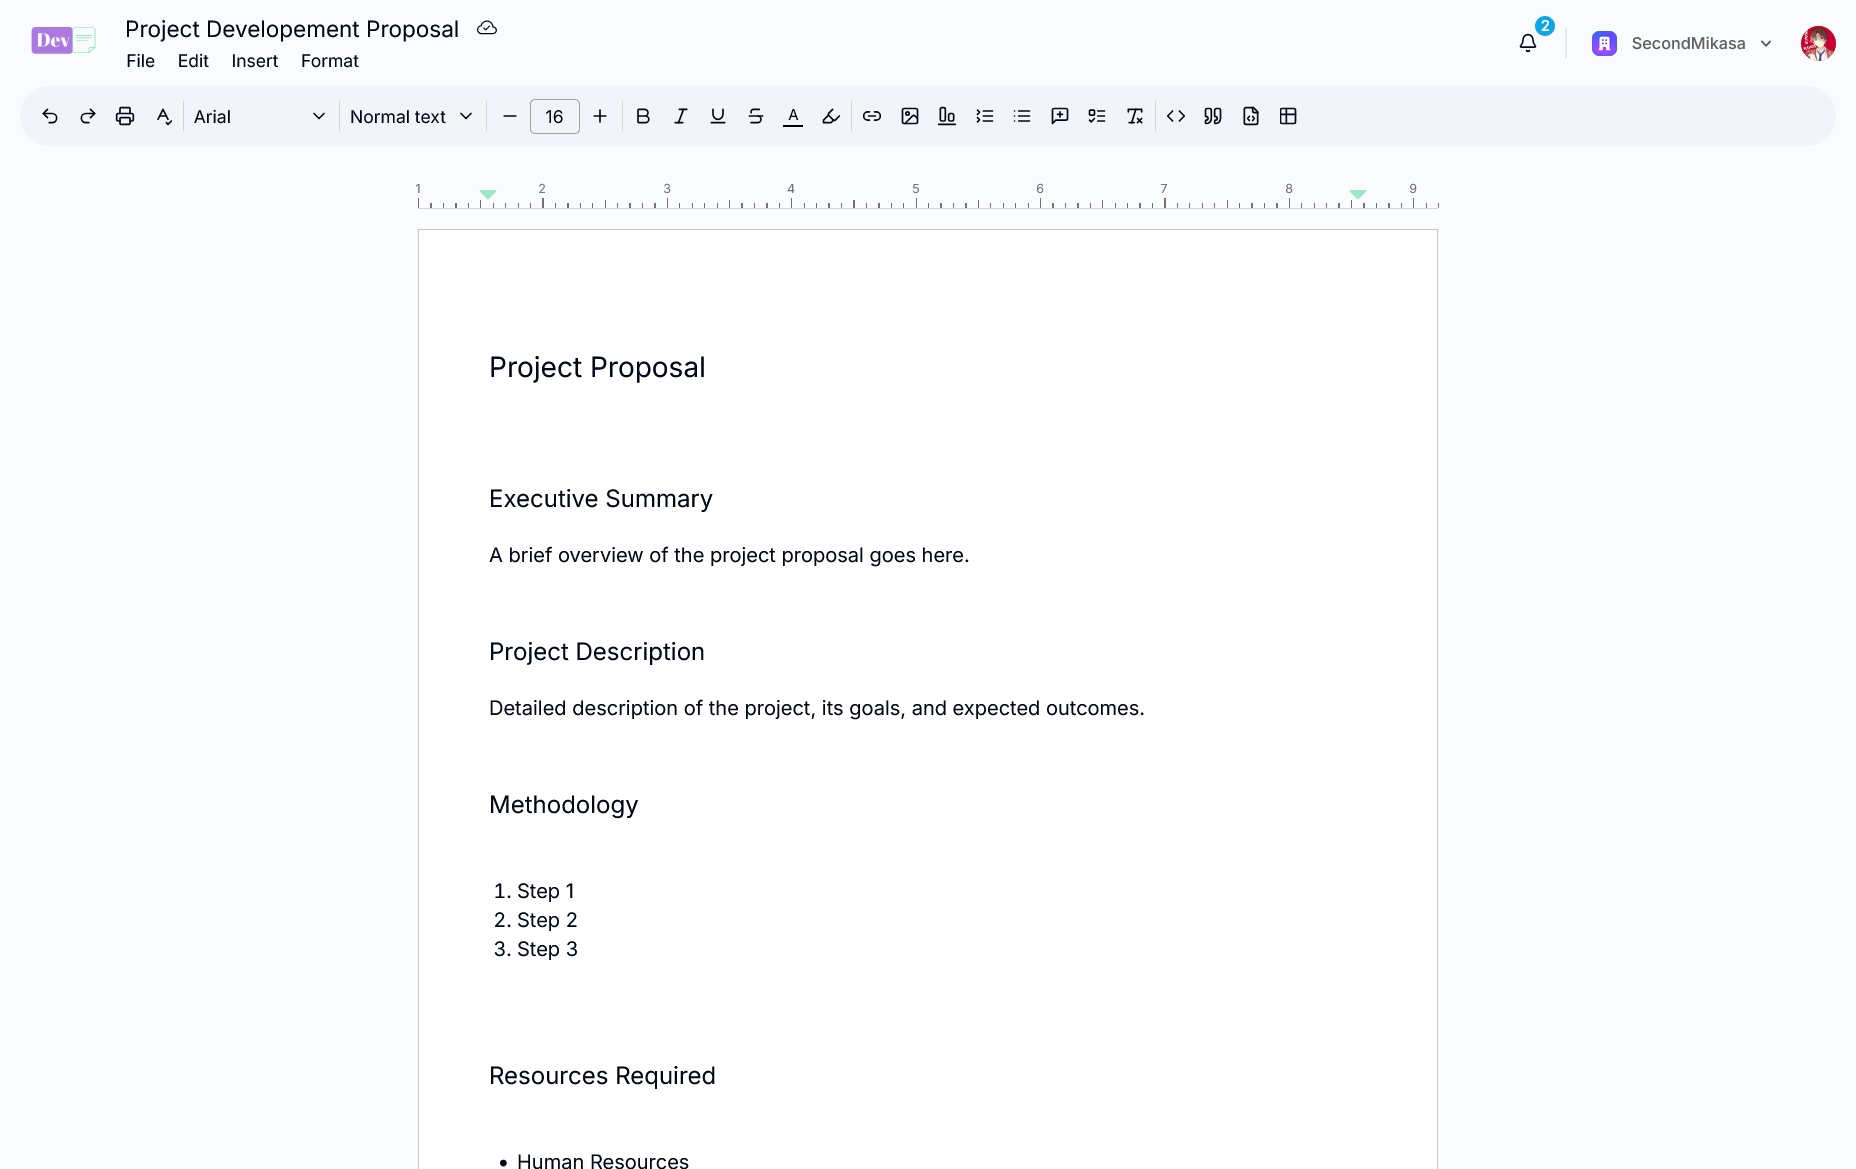 Dev
Project Developement Proposal
File Edit Insert Format
2
SecondMikasa
Arial
Normal text
16
B I U S A
1 2 3 4 5 6 7 8 9
Project Proposal
Executive Summary
A brief overview of the project proposal goes here.
Project Description
Detailed description of the project, its goals, and expected outcomes.
Methodology
1. Step 1
2. Step 2
3. Step 3
Resources Required
• Human Resources